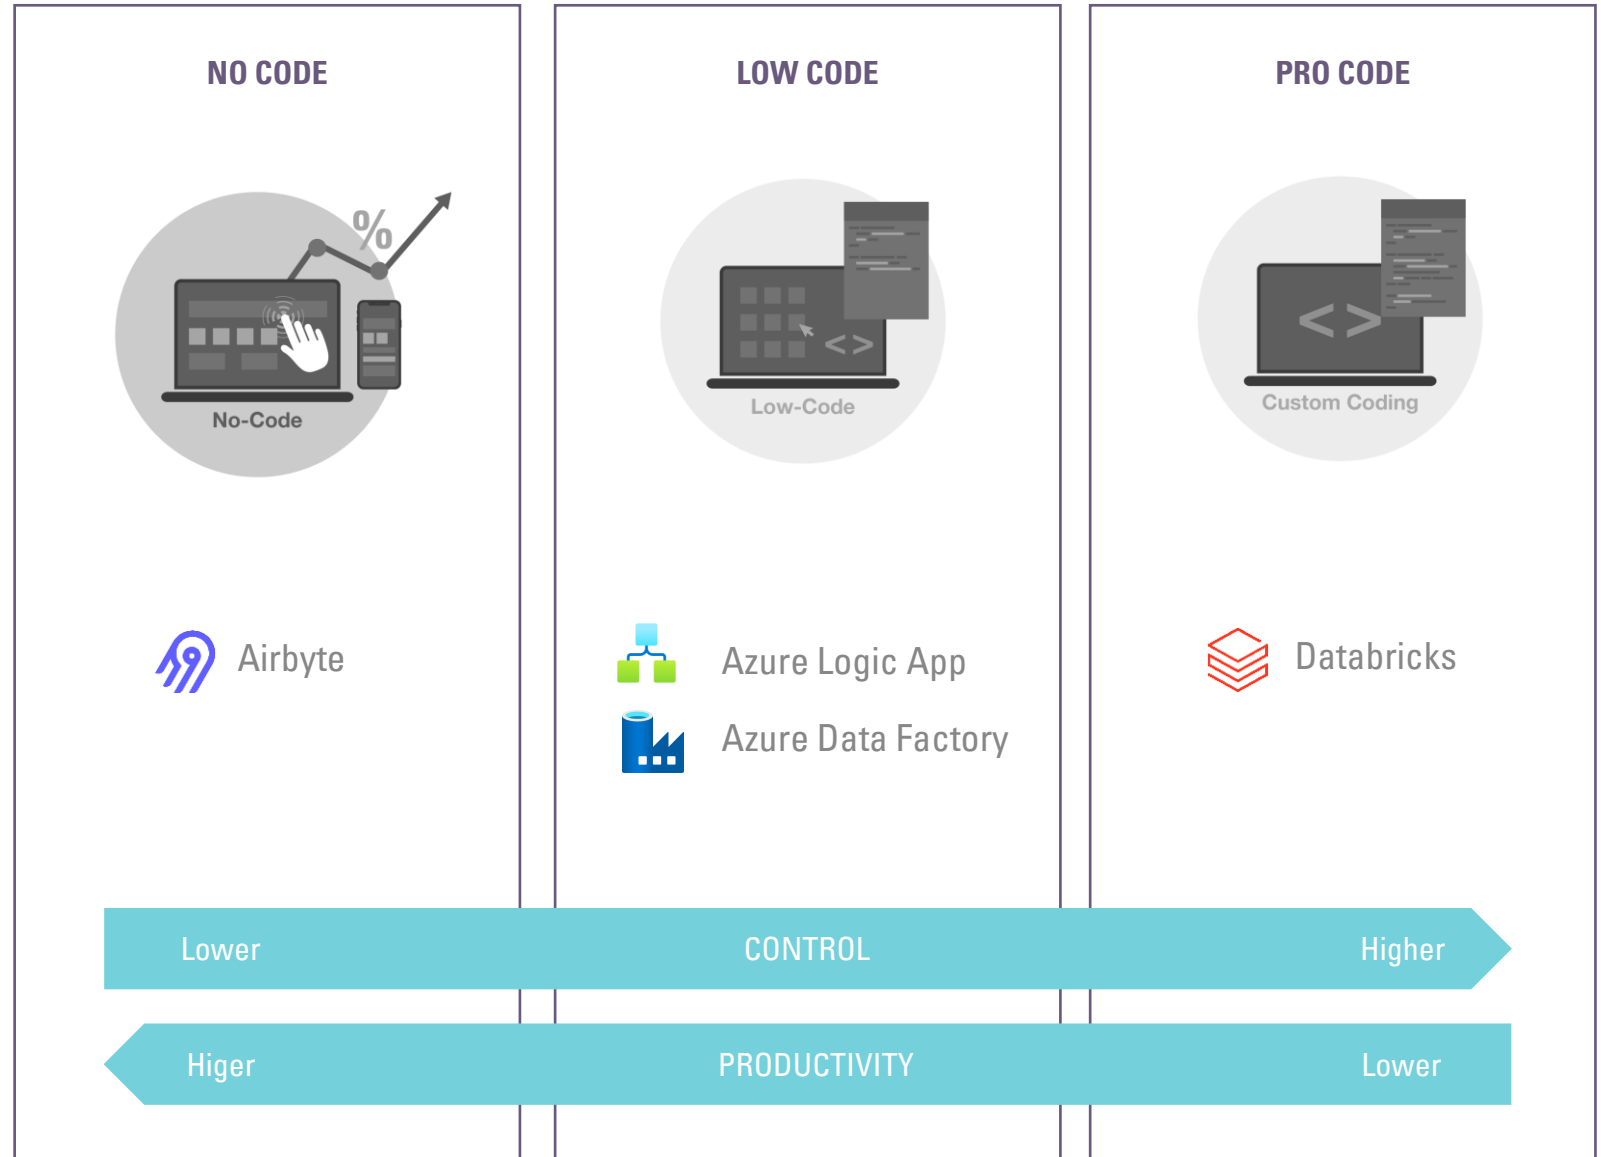 NO CODE
LOW CODE
PRO CODE
%
No-Code
< >
Low-Code
< >
Custom Coding
Airbyte
Azure Logic App
Azure Data Factory
Databricks
Lower CONTROL Higher
Higer PRODUCTIVITY Lower